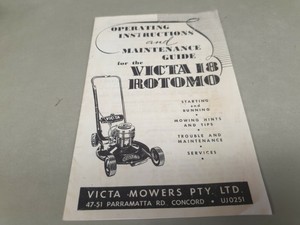 OPERATING
INSTRUCTIONS
and
MAINTENANCE
GUIDE
for the
VICTA 18
ROTOMO
STARTING
and
RUNNING
•
MOWING HINTS
AND TIPS
•
TROUBLE AND
MAINTENANCE
•
SERVICES
•
VICTA MOWERS PTY. LTD.
47-51 PARRAMATTA RD. CONCORD • UJ0251